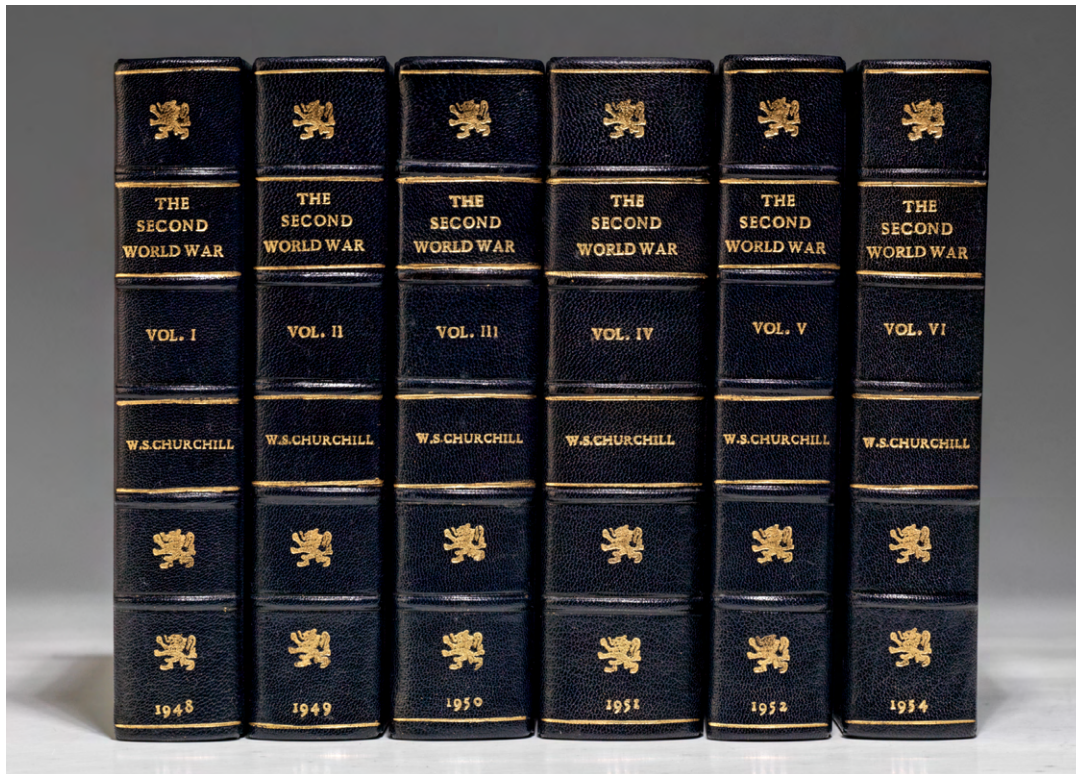 THE
SECOND
WORLD WAR
VOL. I
W.S.CHURCHILL
1948
THE
SECOND
WORLD WAR
VOL. II
W.S.CHURCHILL
1949
THE
SECOND
WORLD WAR
VOL. III
W.S.CHURCHILL
1950
THE
SECOND
WORLD WAR
VOL. IV
W.S.CHURCHILL
1951
THE
SECOND
WORLD WAR
VOL. V
W.S.CHURCHILL
1952
THE
SECOND
WORLD WAR
VOL. VI
W.S.CHURCHILL
1954